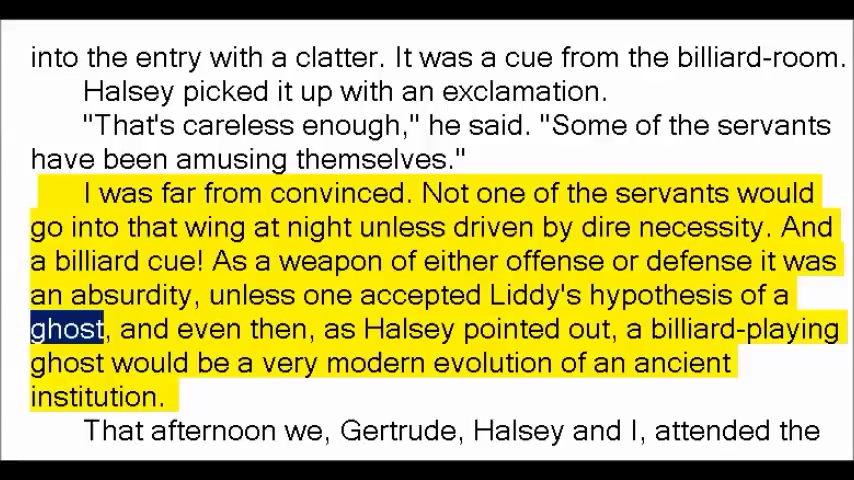 into the entry with a clatter. It was a cue from the billiard-room.
Halsey picked it up with an exclamation.
"That's careless enough," he said. "Some of the servants
have been amusing themselves."
I was far from convinced. Not one of the servants would
go into that wing at night unless driven by dire necessity. And
a billiard cue! As a weapon of either offense or defense it was
an absurdity, unless one accepted Liddy's hypothesis of a
ghost, and even then, as Halsey pointed out, a billiard-playing
ghost would be a very modern evolution of an ancient
institution.
That afternoon we, Gertrude, Halsey and I, attended the